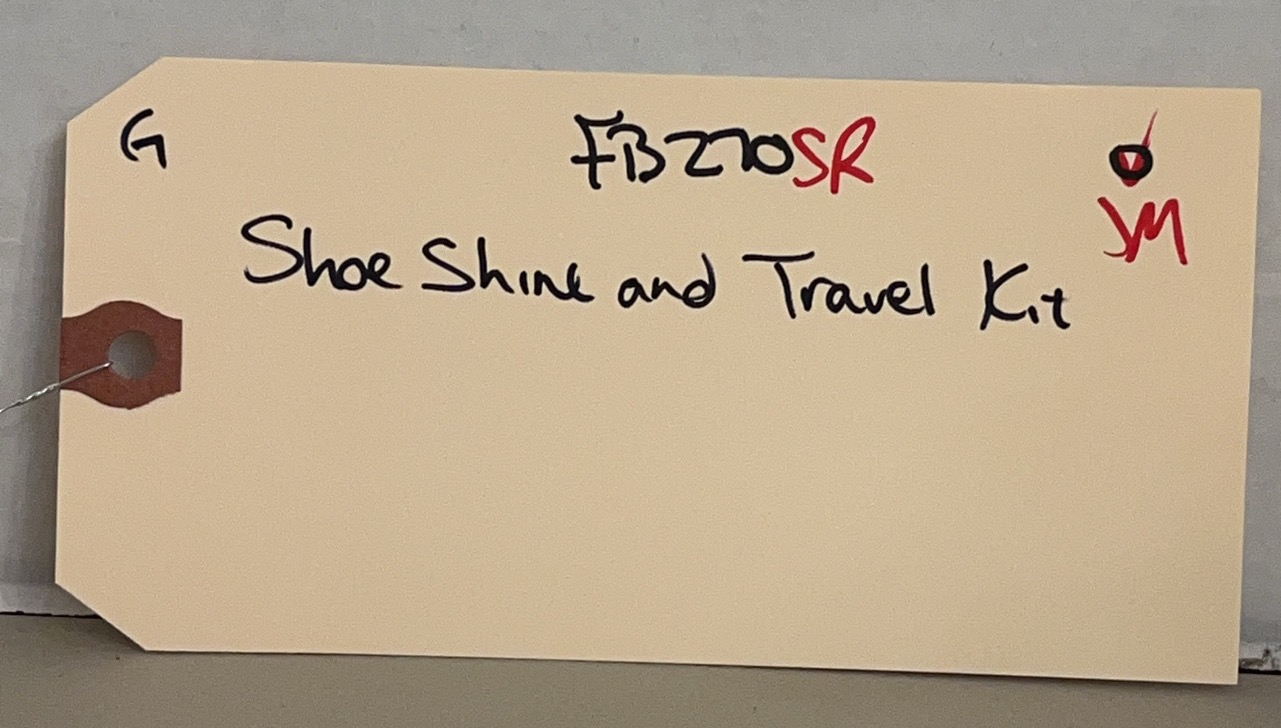 G FB270SR
JM
Shoe Shine and Travel Kit